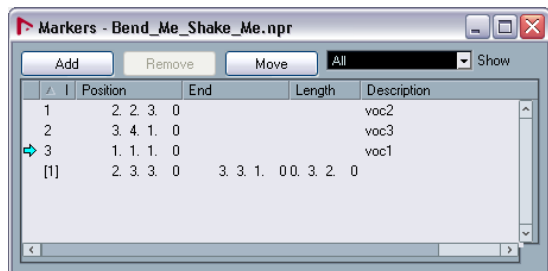 Markers - Bend_Me_Shake_Me.npr
Add Remove Move All Show
I Position End Length Description
1 2. 2. 3. 0 voc2
2 3. 4. 1. 0 voc3
3 1. 1. 1. 0 voc1
[1] 2. 3. 3. 0 3. 3. 1. 0 0. 3. 2. 0